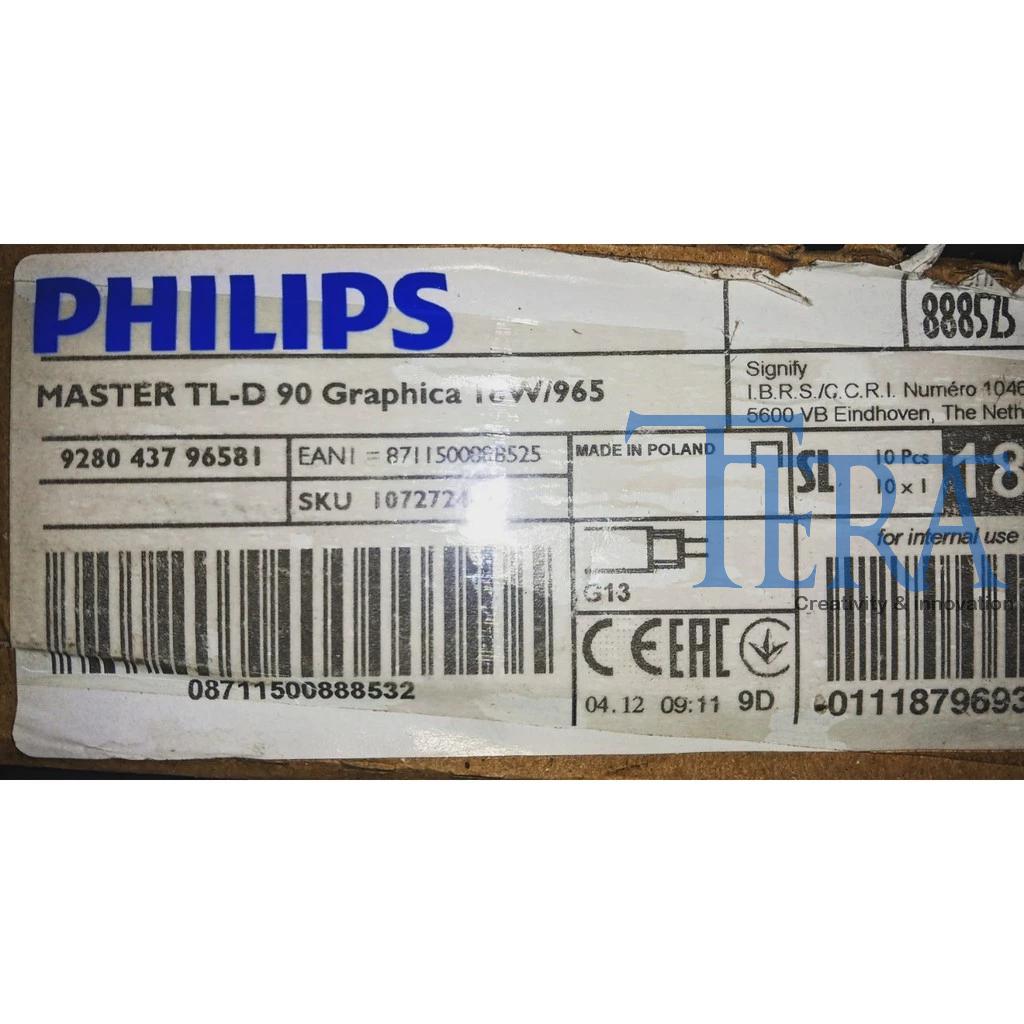 PHILIPS
888525
MASTER TL-D 90 Graphica 18W/965
Signify
I.B.R.S./C.C.R.I. Numéro 1046
5600 VB Eindhoven, The Neth
9280 437 96581
EAN1 = 8711500888525
MADE IN POLAND
SL
10 Pcs
10 x 1
18
SKU 1072724
for internal use
G13
TERA
Creativity & Innovation
CE EAC
08711500888532
04.12 09:11 9D
0111879693